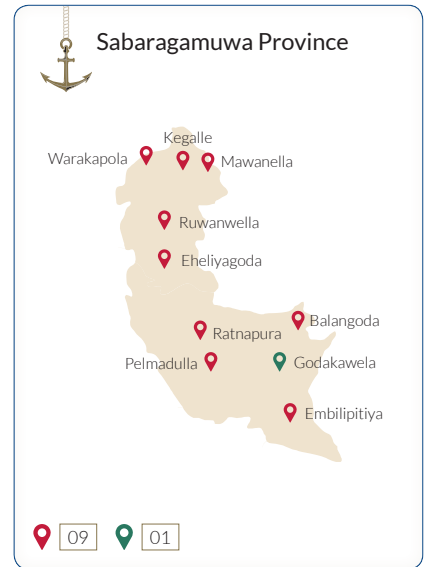 Sabaragamuwa Province
Kegalle
Warakapola
Mawanella
Ruwanwella
Eheliyagoda
Balangoda
Ratnapura
Pelmadulla
Godakawela
Embilipitiya
09 01